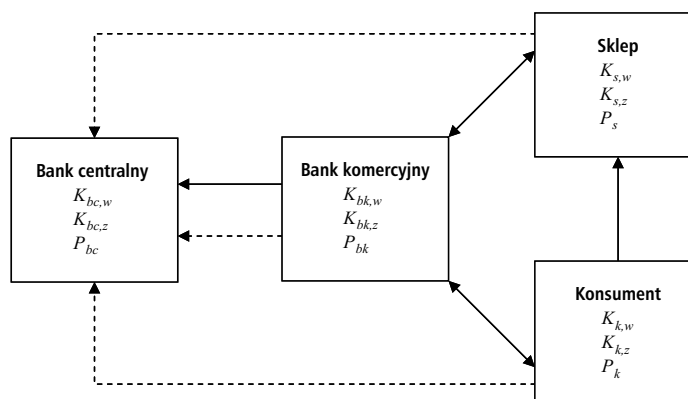 Sklep
K_{s,w}
K_{s,z}
P_s
Bank centralny
K_{bc,w}
K_{bc,z}
P_{bc}
Bank komercyjny
K_{bk,w}
K_{bk,z}
P_{bk}
Konsument
K_{k,w}
K_{k,z}
P_k